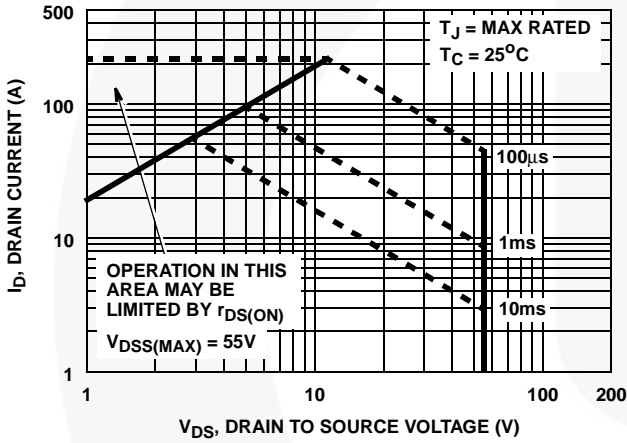 500
T_J = MAX RATED
T_C = 25°C
100
100µs
I_D, DRAIN CURRENT (A)
10
1ms
OPERATION IN THIS
AREA MAY BE
LIMITED BY r_DS(ON)
V_DSS(MAX) = 55V
10ms
1
1
10
100
200
V_DS, DRAIN TO SOURCE VOLTAGE (V)